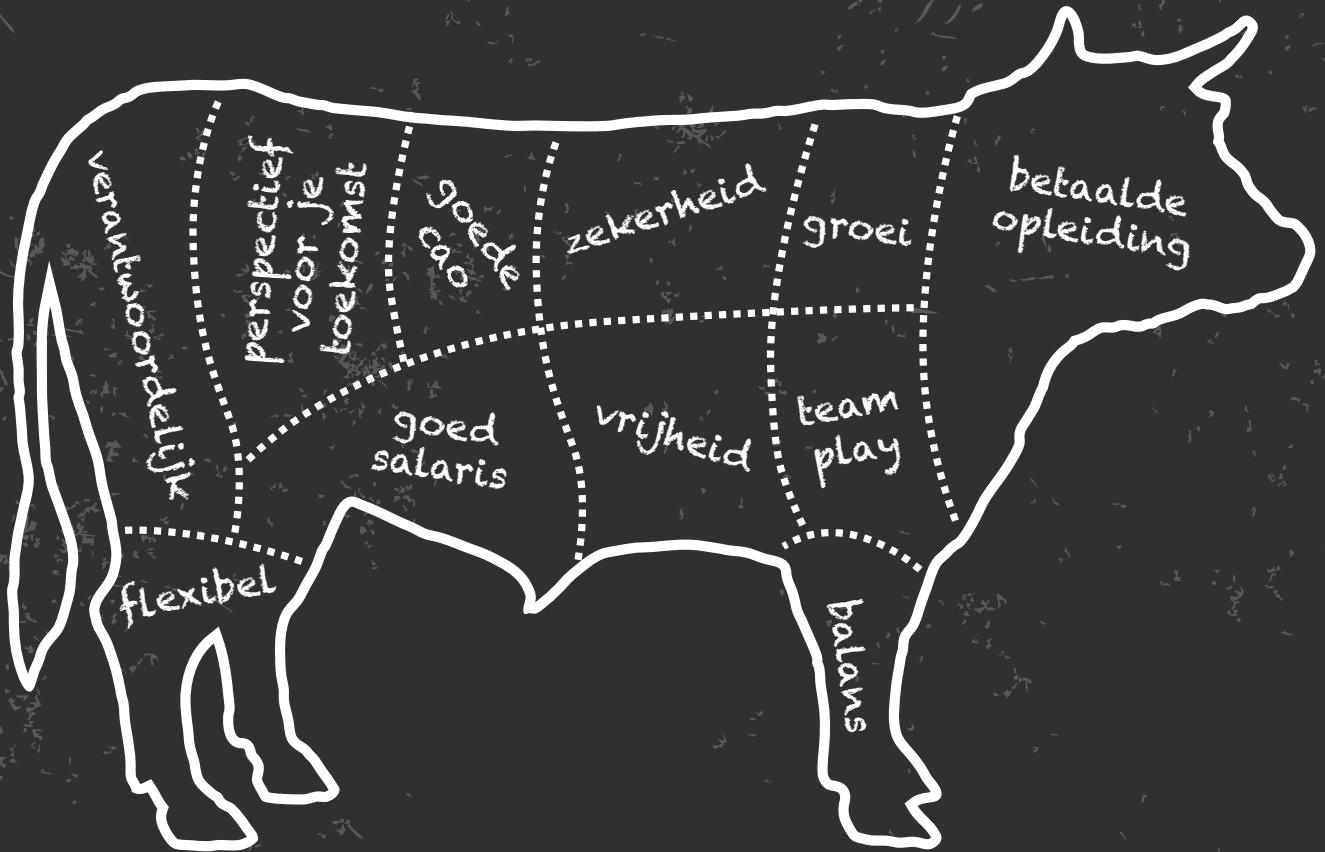 verantwoordelijk
perspectief
voor je
toekomst
goede
cao
zekerheid
groei
betaalde
opleiding
goed
salaris
vrijheid
team
play
flexibel
balans